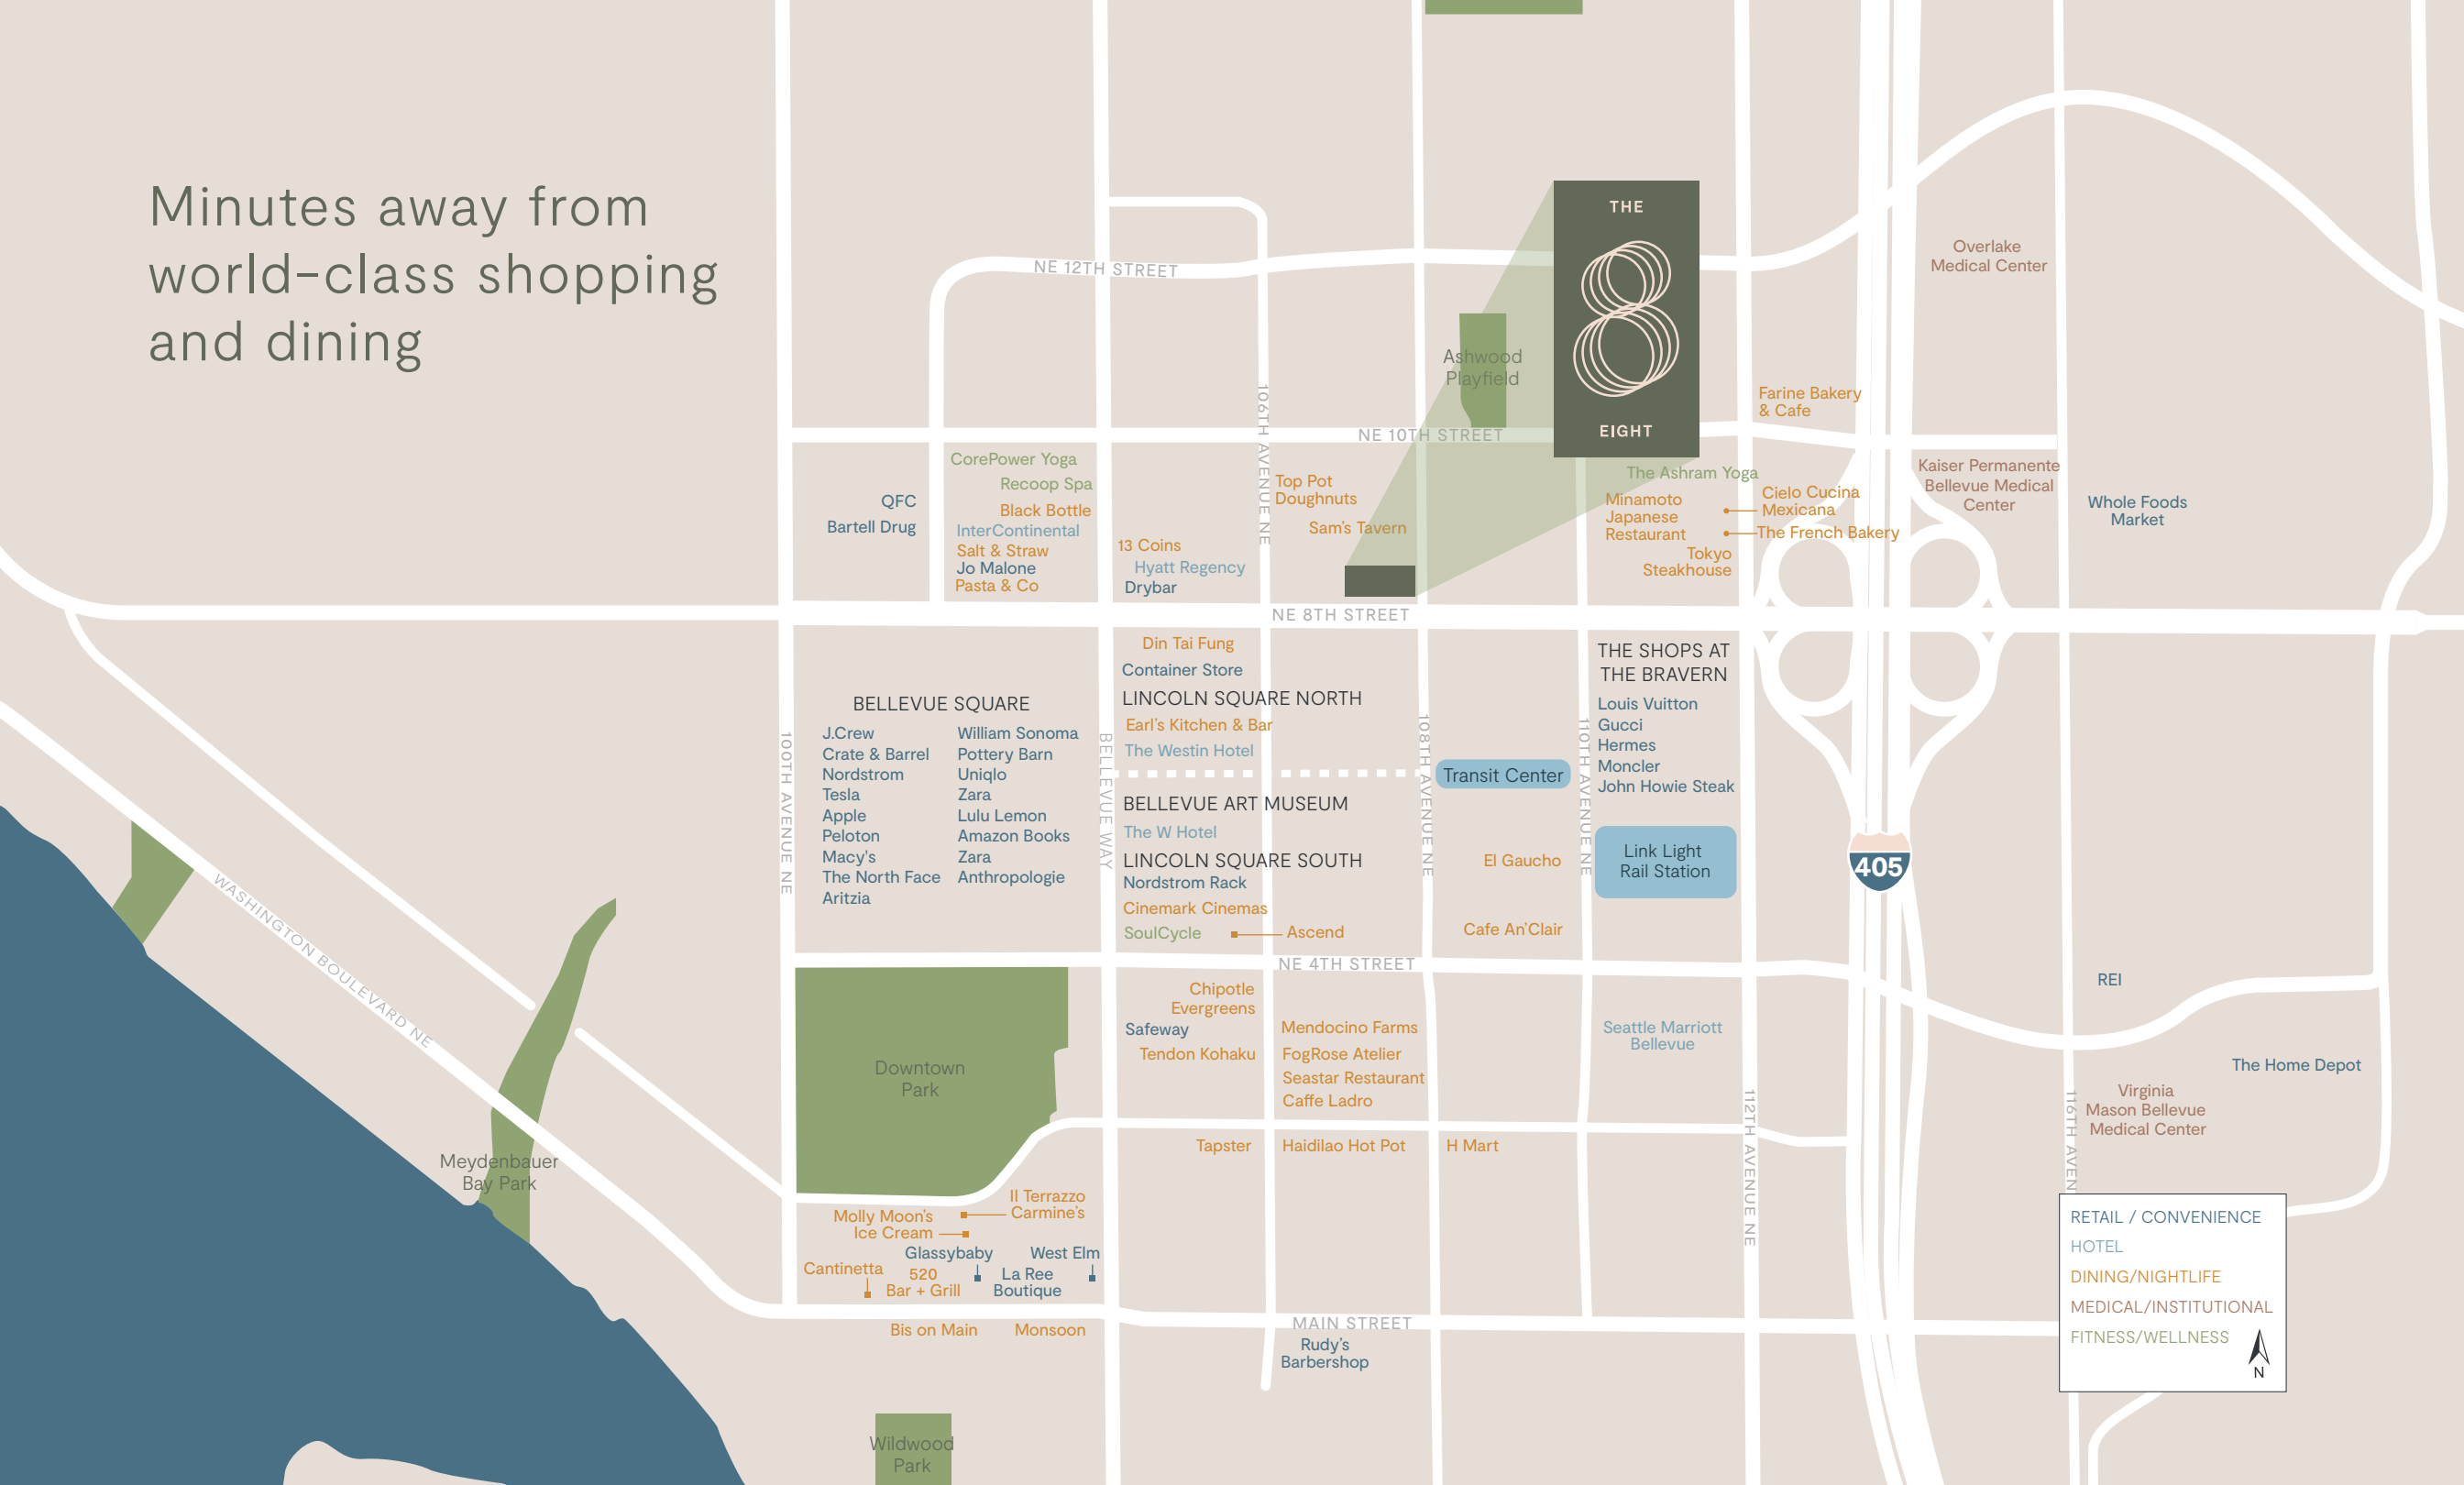 Minutes away from
world-class shopping
and dining
THE
EIGHT
NE 12TH STREET
Overlake
Medical Center
Ashwood
Playfield
Farine Bakery
& Cafe
106TH AVENUE NE
NE 10TH STREET
CorePower Yoga
Recoop Spa
QFC
Bartell Drug
Black Bottle
InterContinental
Salt & Straw
Jo Malone
Pasta & Co
13 Coins
Hyatt Regency
Drybar
Top Pot
Doughnuts
Sam's Tavern
The Ashram Yoga
Minamoto
Japanese
Restaurant
Cielo Cucina
Mexicana
The French Bakery
Tokyo
Steakhouse
Kaiser Permanente
Bellevue Medical
Center
Whole Foods
Market
NE 8TH STREET
Din Tai Fung
Container Store
LINCOLN SQUARE NORTH
Earl's Kitchen & Bar
The Westin Hotel
BELLEVUE SQUARE
J.Crew
Crate & Barrel
Nordstrom
Tesla
Apple
Peloton
Macy's
The North Face
Aritzia
William Sonoma
Pottery Barn
Uniqlo
Zara
Lulu Lemon
Amazon Books
Zara
Anthropologie
100TH AVENUE NE
BELLEVUE WAY
108TH AVENUE NE
110TH AVENUE NE
THE SHOPS AT
THE BRAVERN
Louis Vuitton
Gucci
Hermes
Moncler
John Howie Steak
Transit Center
Link Light
Rail Station
405
BELLEVUE ART MUSEUM
The W Hotel
LINCOLN SQUARE SOUTH
Nordstrom Rack
Cinemark Cinemas
SoulCycle
Ascend
El Gaucho
Cafe An'Clair
WASHINGTON BOULEVARD NE
NE 4TH STREET
REI
Chipotle
Evergreens
Safeway
Tendon Kohaku
Mendocino Farms
FogRose Atelier
Seastar Restaurant
Caffe Ladro
Seattle Marriott
Bellevue
The Home Depot
Virginia
Mason Bellevue
Medical Center
Downtown
Park
112TH AVENUE NE
116TH AVEN
Tapster
Haidilao Hot Pot
H Mart
Meydenbauer
Bay Park
Il Terrazzo
Carmine's
Molly Moon's
Ice Cream
Glassybaby
West Elm
Cantinetta
520
Bar + Grill
La Ree
Boutique
Bis on Main
Monsoon
MAIN STREET
Rudy's
Barbershop
Wildwood
Park
RETAIL / CONVENIENCE
HOTEL
DINING/NIGHTLIFE
MEDICAL/INSTITUTIONAL
FITNESS/WELLNESS
N